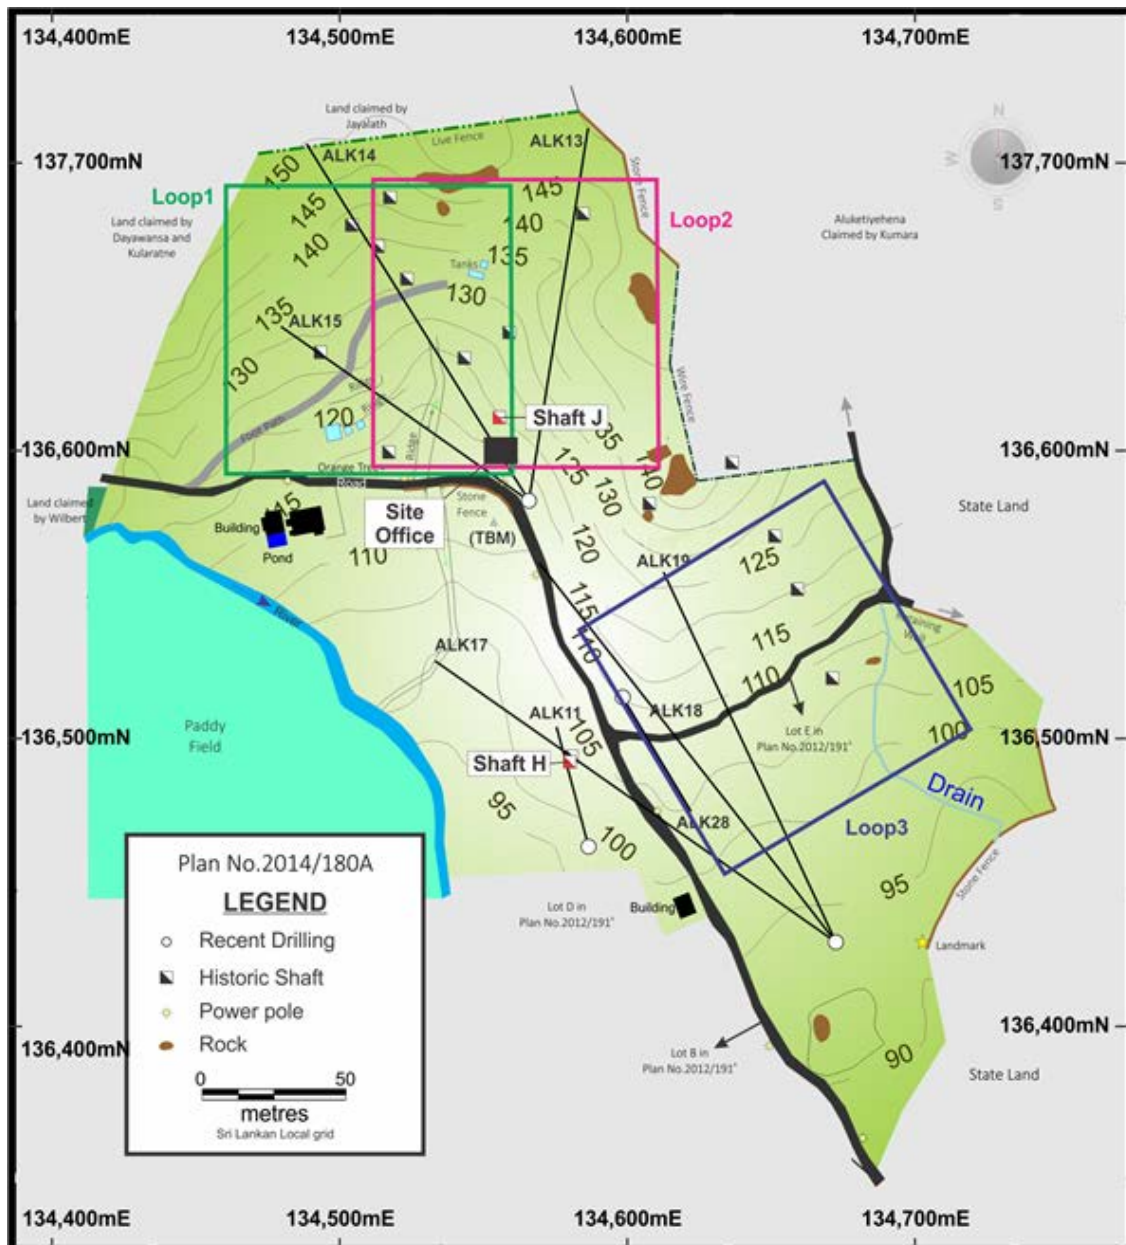 134,400mE 134,500mE 134,600mE 134,700mE
Land claimed by
Jayalath
Live Fence
ALK13
N
W
S
137,700mN
137,700mN
ALK14
150
145
140
Loop1
Loop2
Stone Fence
145
140
135
130
Land claimed by
Dayawansa and
Kularatne
Aluketiyehena
Claimed by Kumara
Tanks
135
ALK15
130
120
Foot Path
Ridge
Wire Fence
Shaft J
136,600mN
136,600mN
35
125
130
140
Orange Tree
Road
Land claimed
by Wilbert
15
Building
Pond
110
Site
Office
Stone
Fence
(TBM)
State Land
120
115
110
ALK19
125
115
110
River
Retaining
Wall
ALK17
ALK11
ALK18
105
105
100
Paddy
Field
Lot E in
Plan No.2012/191"
136,500mN
136,500mN
Shaft H
95
100
ALK28
Loop3
Drain
95
Stone Fence
Lot D in
Plan No.2012/191"
Building
Landmark
Plan No.2014/180A
LEGEND
Recent Drilling
Historic Shaft
Power pole
Rock
0 50
metres
Sri Lankan Local grid
136,400mN
136,400mN
Lot B in
Plan No.2012/191"
90
State Land
134,400mE 134,500mE 134,600mE 134,700mE